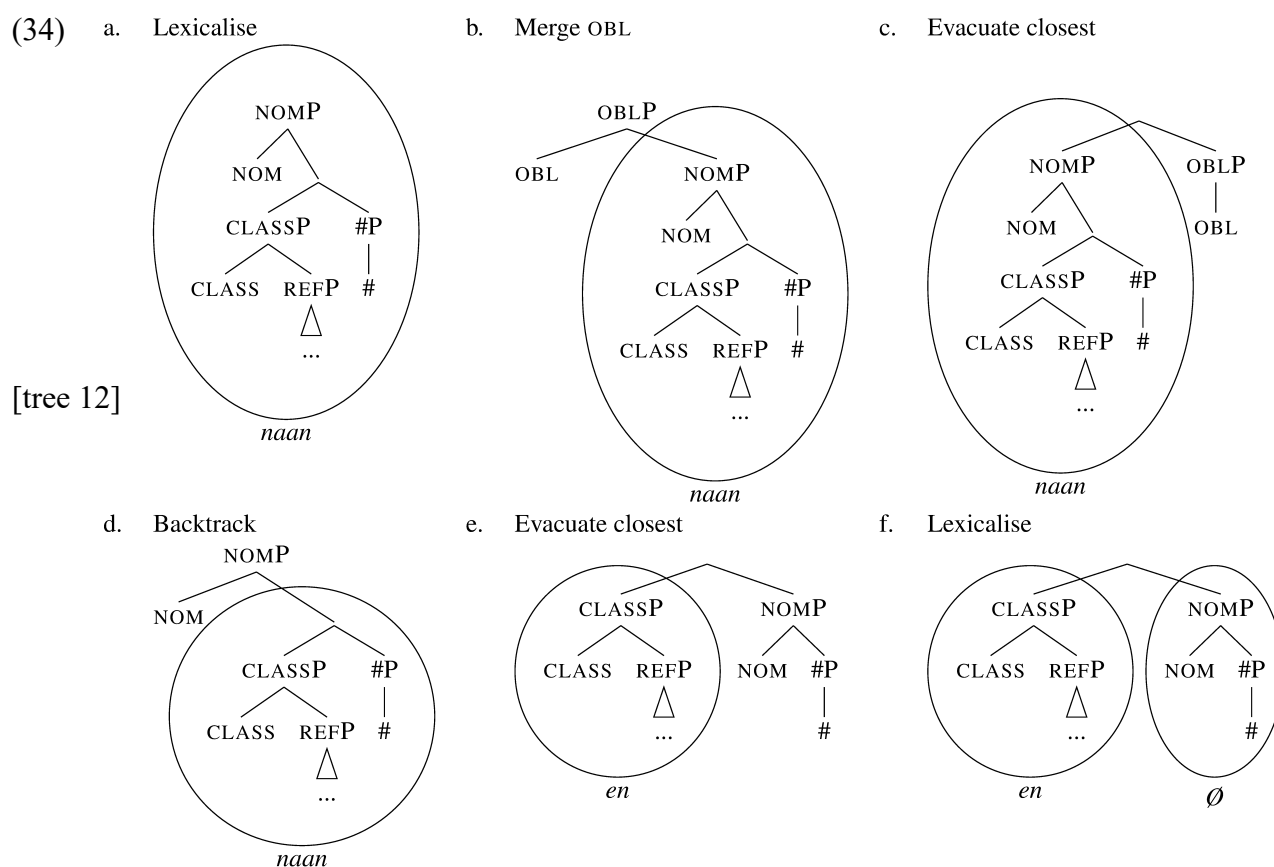 (34) a. Lexicalise b. Merge OBL c. Evacuate closest
NOMP OBLP
NOM OBL NOMP NOMP OBLP
CLASSP #P NOM NOM OBL
CLASS REFP # CLASSP #P CLASSP #P
... CLASS REFP # CLASS REFP #
[tree 12] ... ...
naan
naan naan
d. Backtrack e. Evacuate closest f. Lexicalise
NOMP
NOM CLASSP NOMP CLASSP NOMP
CLASSP #P CLASS REFP NOM #P CLASS REFP NOM #P
CLASS REFP # ... # ... #
... en en Ø
naan